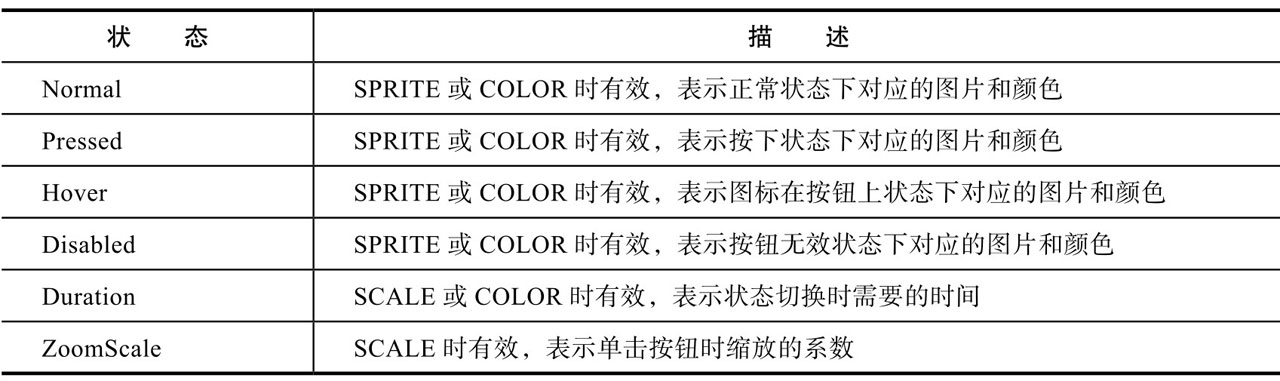 状 态 描 述
Normal SPRITE 或 COLOR 时有效，表示正常状态下对应的图片和颜色
Pressed SPRITE 或 COLOR 时有效，表示按下状态下对应的图片和颜色
Hover SPRITE 或 COLOR 时有效，表示图标在按钮上状态下对应的图片和颜色
Disabled SPRITE 或 COLOR 时有效，表示按钮无效状态下对应的图片和颜色
Duration SCALE 或 COLOR 时有效，表示状态切换时需要的时间
ZoomScale SCALE 时有效，表示单击按钮时缩放的系数